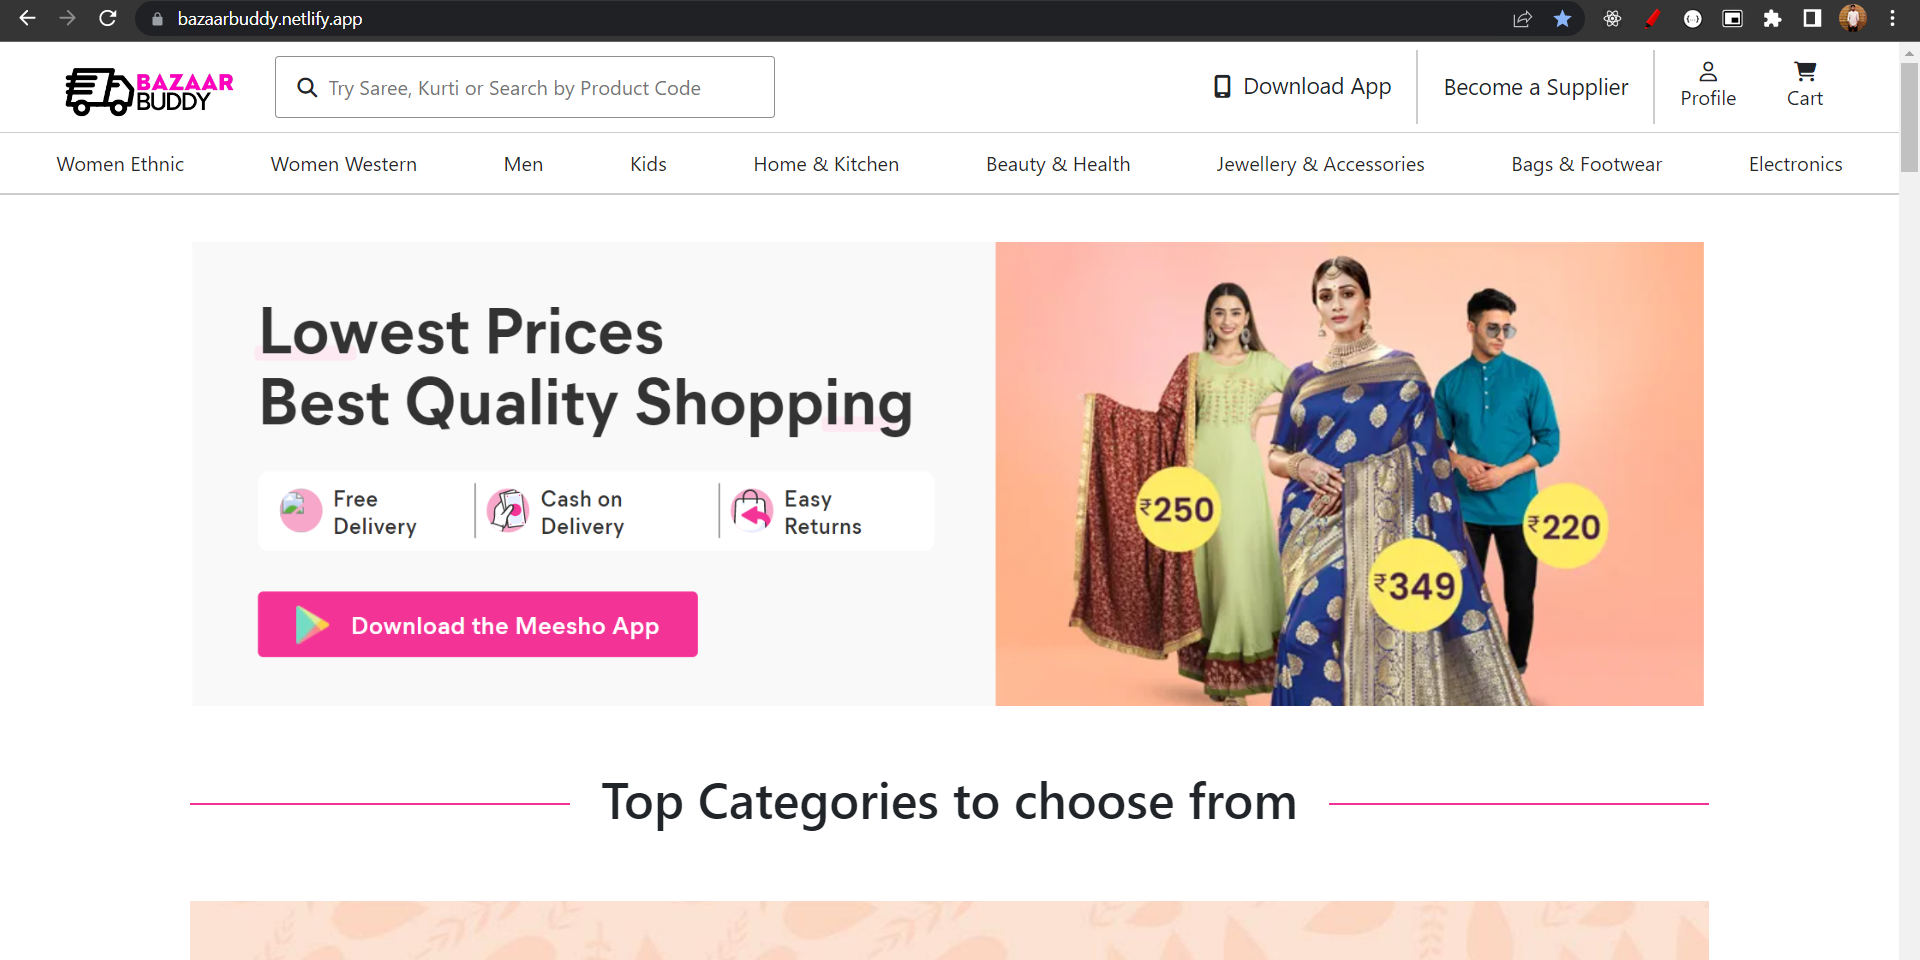 bazaarbuddy.netlify.app
BAZAAR
BUDDY
Try Saree, Kurti or Search by Product Code
Download App
Become a Supplier
Profile
Cart
Women Ethnic
Women Western
Men
Kids
Home & Kitchen
Beauty & Health
Jewellery & Accessories
Bags & Footwear
Electronics
Lowest Prices
Best Quality Shopping
Free
Delivery
Cash on
Delivery
Easy
Returns
Download the Meesho App
₹250
₹349
₹220
Top Categories to choose from